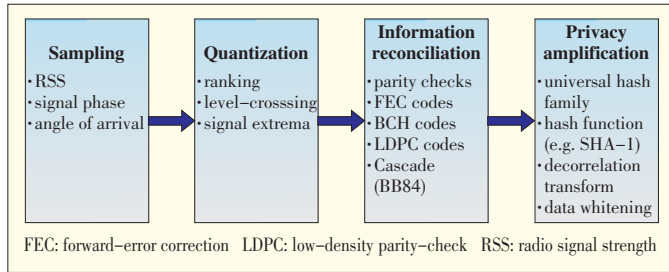 Sampling
·RSS
·signal phase
·angle of arrival
Quantization
·ranking
·level–crosssing
·signal extrema
Information
reconciliation
·parity checks
·FEC codes
·BCH codes
·LDPC codes
·Cascade
(BB84)
Privacy
amplification
·universal hash
family
·hash function
(e.g. SHA–1)
·decorrelation
transform
·data whitening
FEC: forward–error correction LDPC: low–density parity–check RSS: radio signal strength